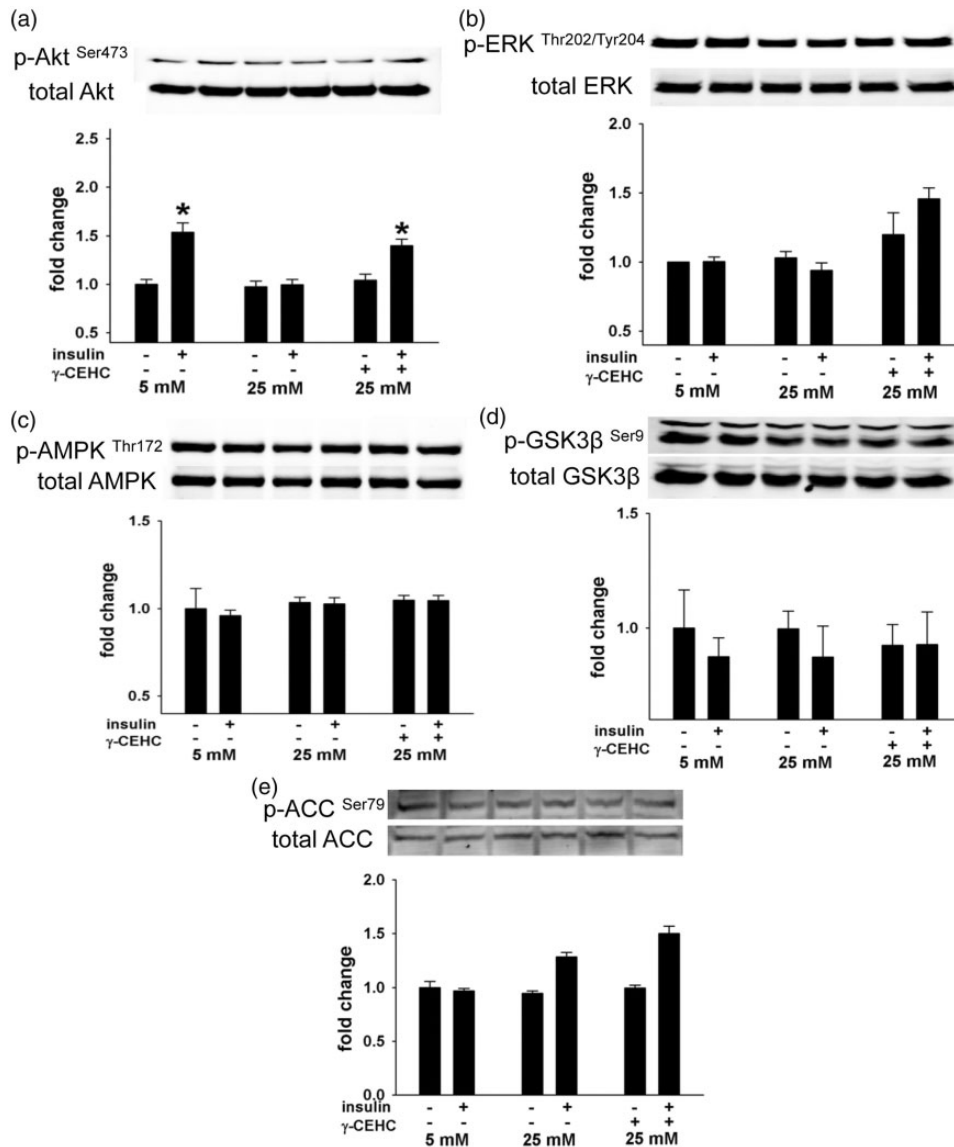 (a)
p-Akt Ser473
total Akt
fold change
2.5
2.0
1.5
1.0
0.5
*
*
insulin - + - + - +
γ-CEHC - - - - + +
5 mM 25 mM 25 mM
(b)
p-ERK Thr202/Tyr204
total ERK
fold change
2.0
1.5
1.0
0.5
insulin - + - + - +
γ-CEHC - - - - + +
5 mM 25 mM 25 mM
(c)
p-AMPK Thr172
total AMPK
fold change
1.5
1.0
0.5
insulin - + - + - +
γ-CEHC - - - - + +
5 mM 25 mM 25 mM
(d)
p-GSK3β Ser9
total GSK3β
fold change
1.5
1.0
insulin - + - + - +
γ-CEHC - - - - + +
5 mM 25 mM 25 mM
(e)
p-ACC Ser79
total ACC
fold change
2.0
1.5
1.0
0.5
0.0
insulin - + - + - +
γ-CEHC - - - - + +
5 mM 25 mM 25 mM